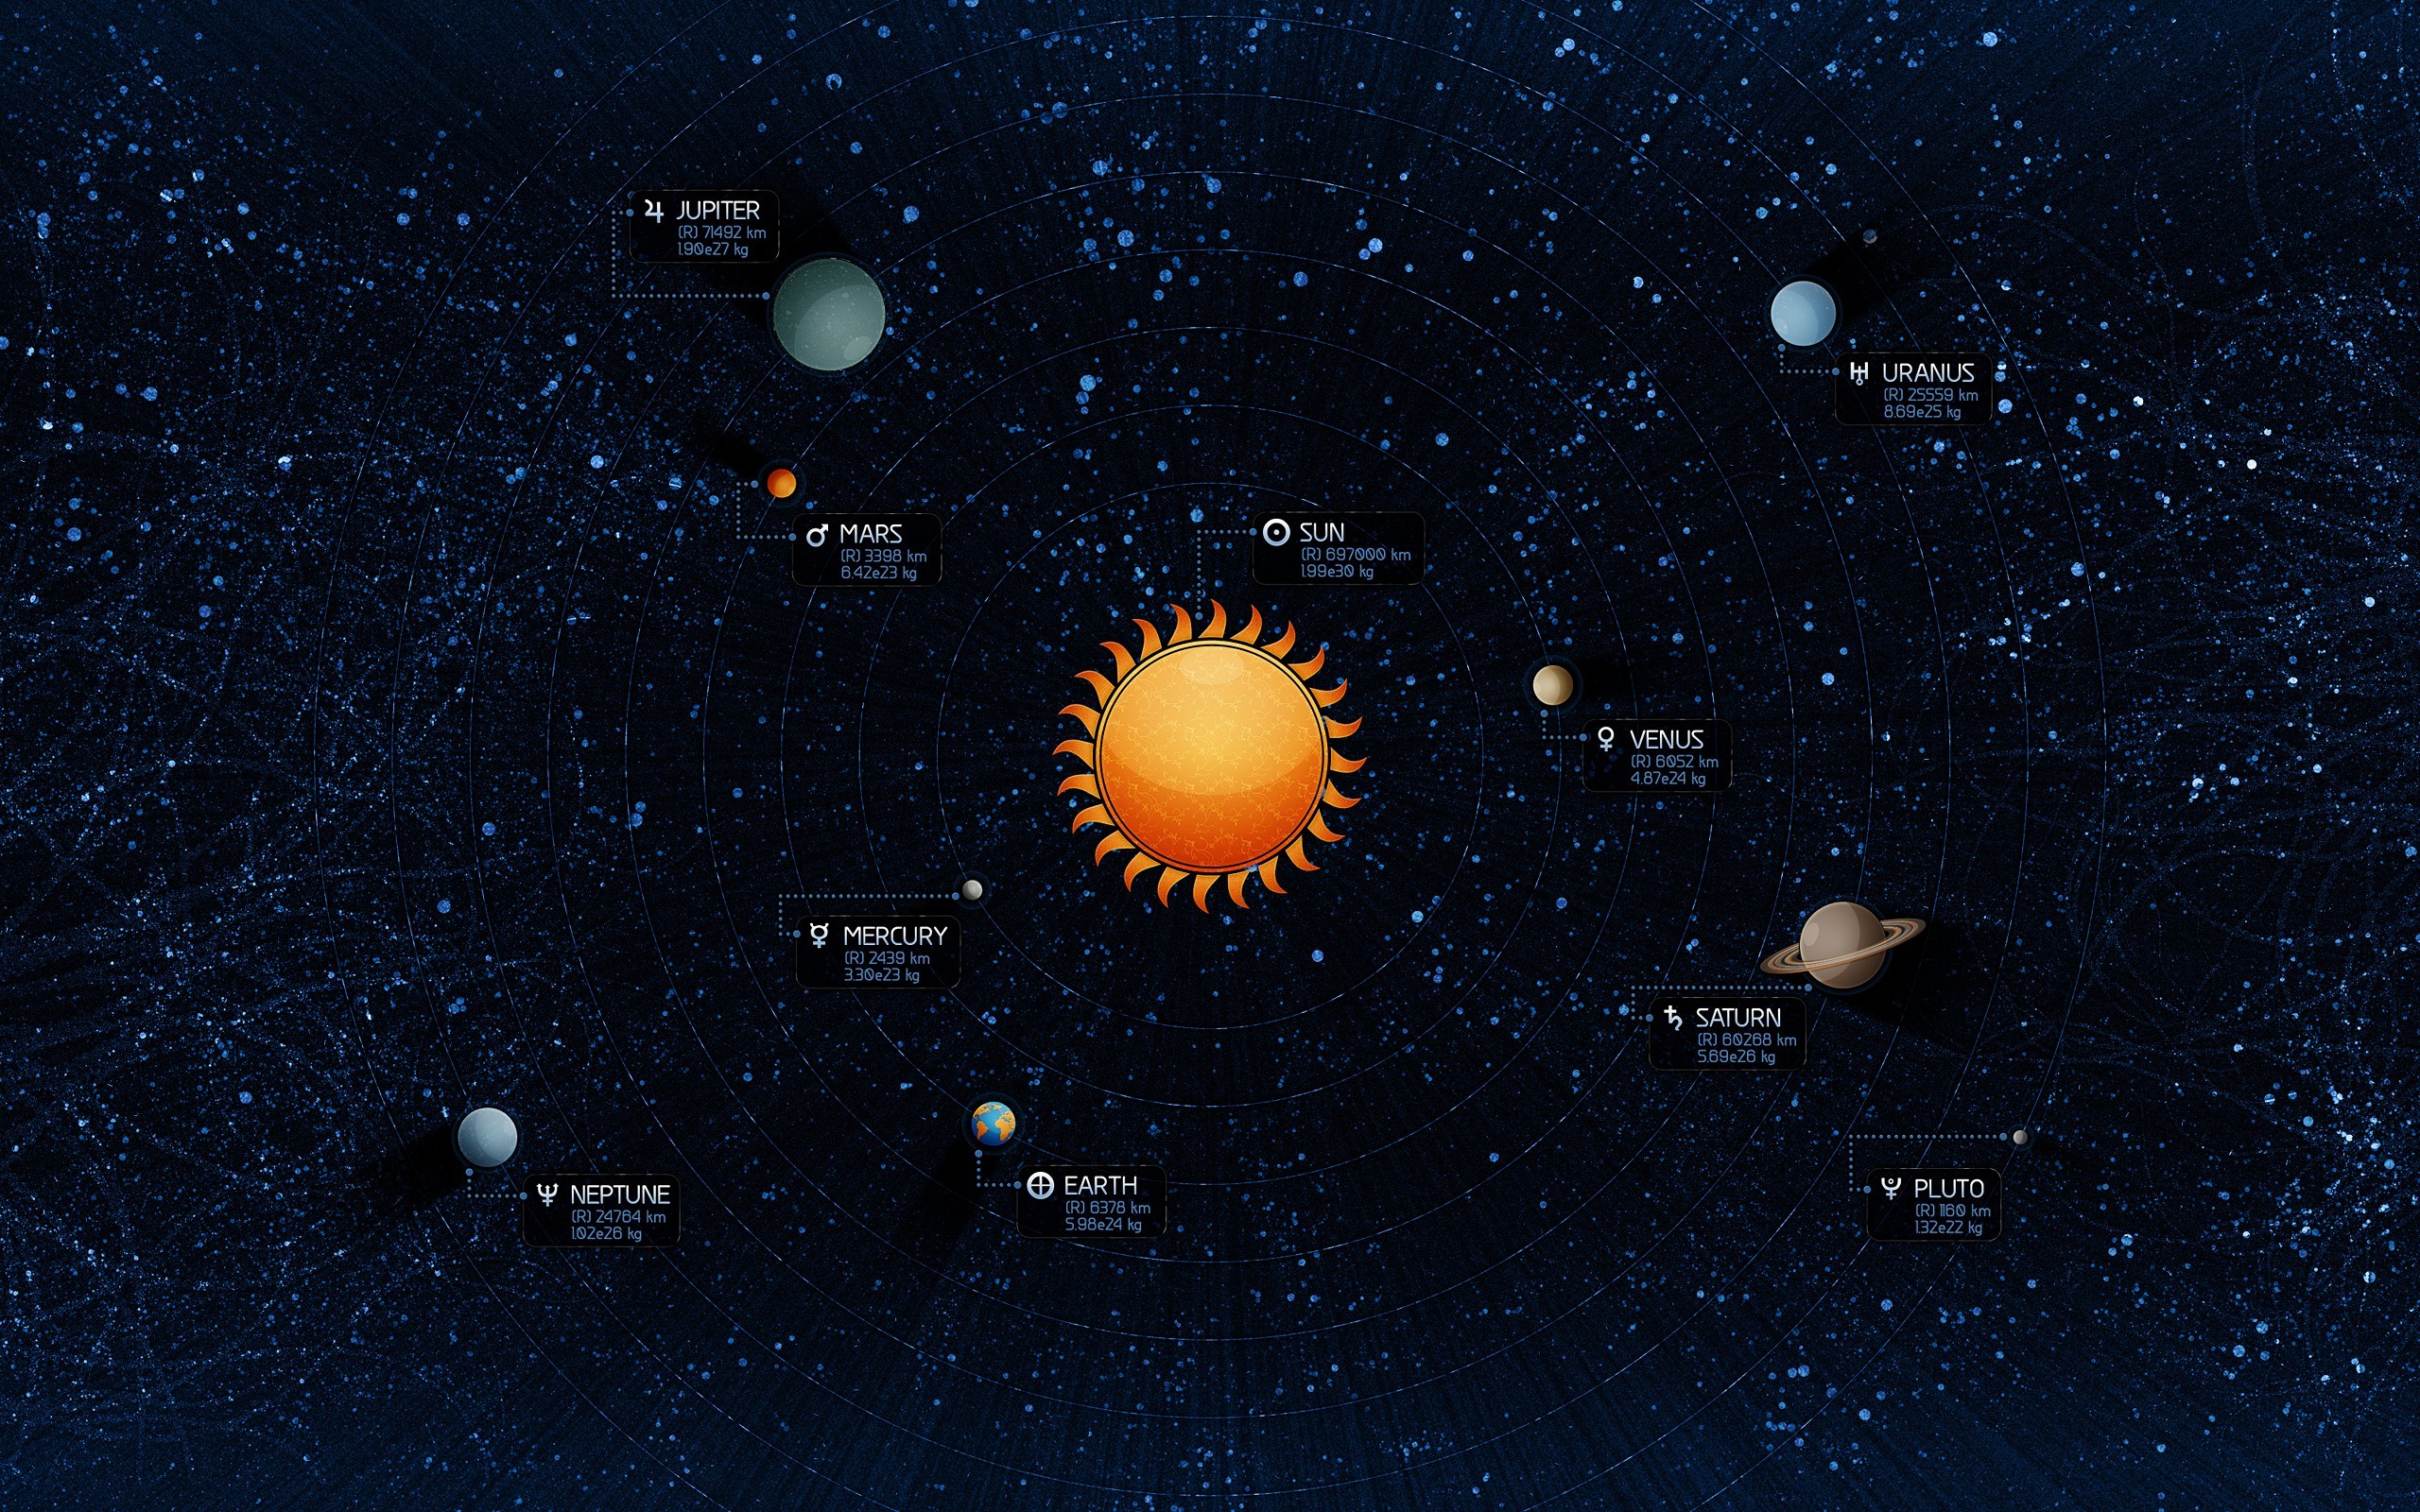 JUPITER
(R) 71492 km
1.90e27 kg
URANUS
(R) 25559 km
8.69e25 kg
MARS
(R) 3398 km
6.42e23 kg
SUN
(R) 697000 km
1.99e30 kg
VENUS
(R) 6052 km
4.87e24 kg
MERCURY
(R) 2439 km
3.30e23 kg
SATURN
(R) 60268 km
5.69e26 kg
NEPTUNE
(R) 24764 km
1.02e26 kg
EARTH
(R) 6378 km
5.98e24 kg
PLUTO
(R) 1160 km
1.32e22 kg